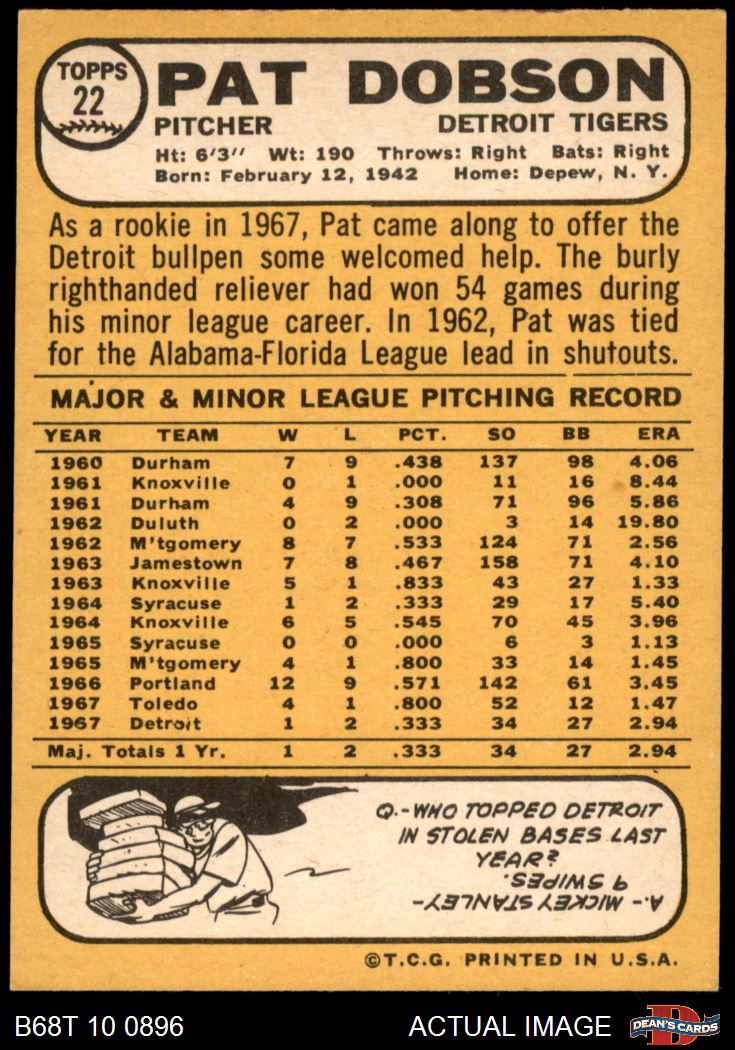 TOPPS
22
PAT DOBSON
PITCHER DETROIT TIGERS
Ht: 6'3" Wt: 190 Throws: Right Bats: Right
Born: February 12, 1942 Home: Depew, N. Y.
As a rookie in 1967, Pat came along to offer the
Detroit bullpen some welcomed help. The burly
righthanded reliever had won 54 games during
his minor league career. In 1962, Pat was tied
for the Alabama-Florida League lead in shutouts.
MAJOR & MINOR LEAGUE PITCHING RECORD
YEAR TEAM W L PCT. SO BB ERA
1960 Durham 7 9 .438 137 98 4.06
1961 Knoxville 0 1 .000 11 16 8.44
1961 Durham 4 9 .308 71 96 5.86
1962 Duluth 0 2 .000 3 14 19.80
1962 M'tgomery 8 7 .533 124 71 2.56
1963 Jamestown 7 8 .467 158 71 4.10
1963 Knoxville 5 1 .833 43 27 1.33
1964 Syracuse 1 2 .333 29 17 5.40
1964 Knoxville 6 5 .545 70 45 3.96
1965 Syracuse 0 0 .000 6 3 1.13
1965 M'tgomery 4 1 .800 33 14 1.45
1966 Portland 12 9 .571 142 61 3.45
1967 Toledo 4 1 .800 52 12 1.47
1967 Detroit 1 2 .333 34 27 2.94
Maj. Totals 1 Yr. 1 2 .333 34 27 2.94
Q.-WHO TOPPED DETROIT
IN STOLEN BASES LAST
YEAR?
A.- MICKEY STANLEY-
9 SWIPES.
©T.C.G. PRINTED IN U.S.A.
B68T 10 0896 ACTUAL IMAGE
D
DEAN'S CARDS